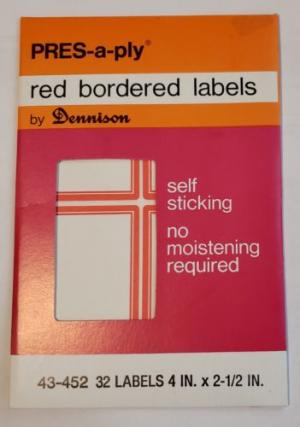 PRES-a-ply®
red bordered labels
by Dennison
self
sticking
no
moistening
required
43-452 32 LABELS 4 IN. x 2-1/2 IN.